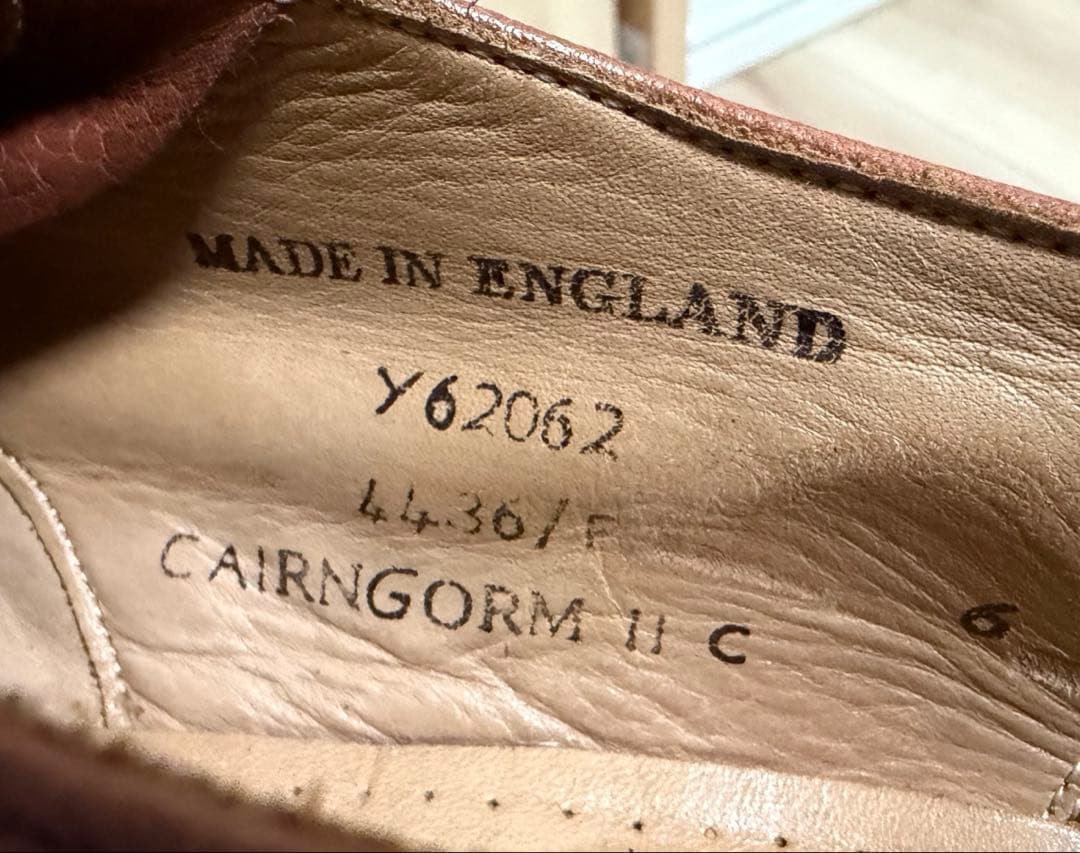 MADE IN ENGLAND
Y62062
4436/F
CAIRNGORM II C 6